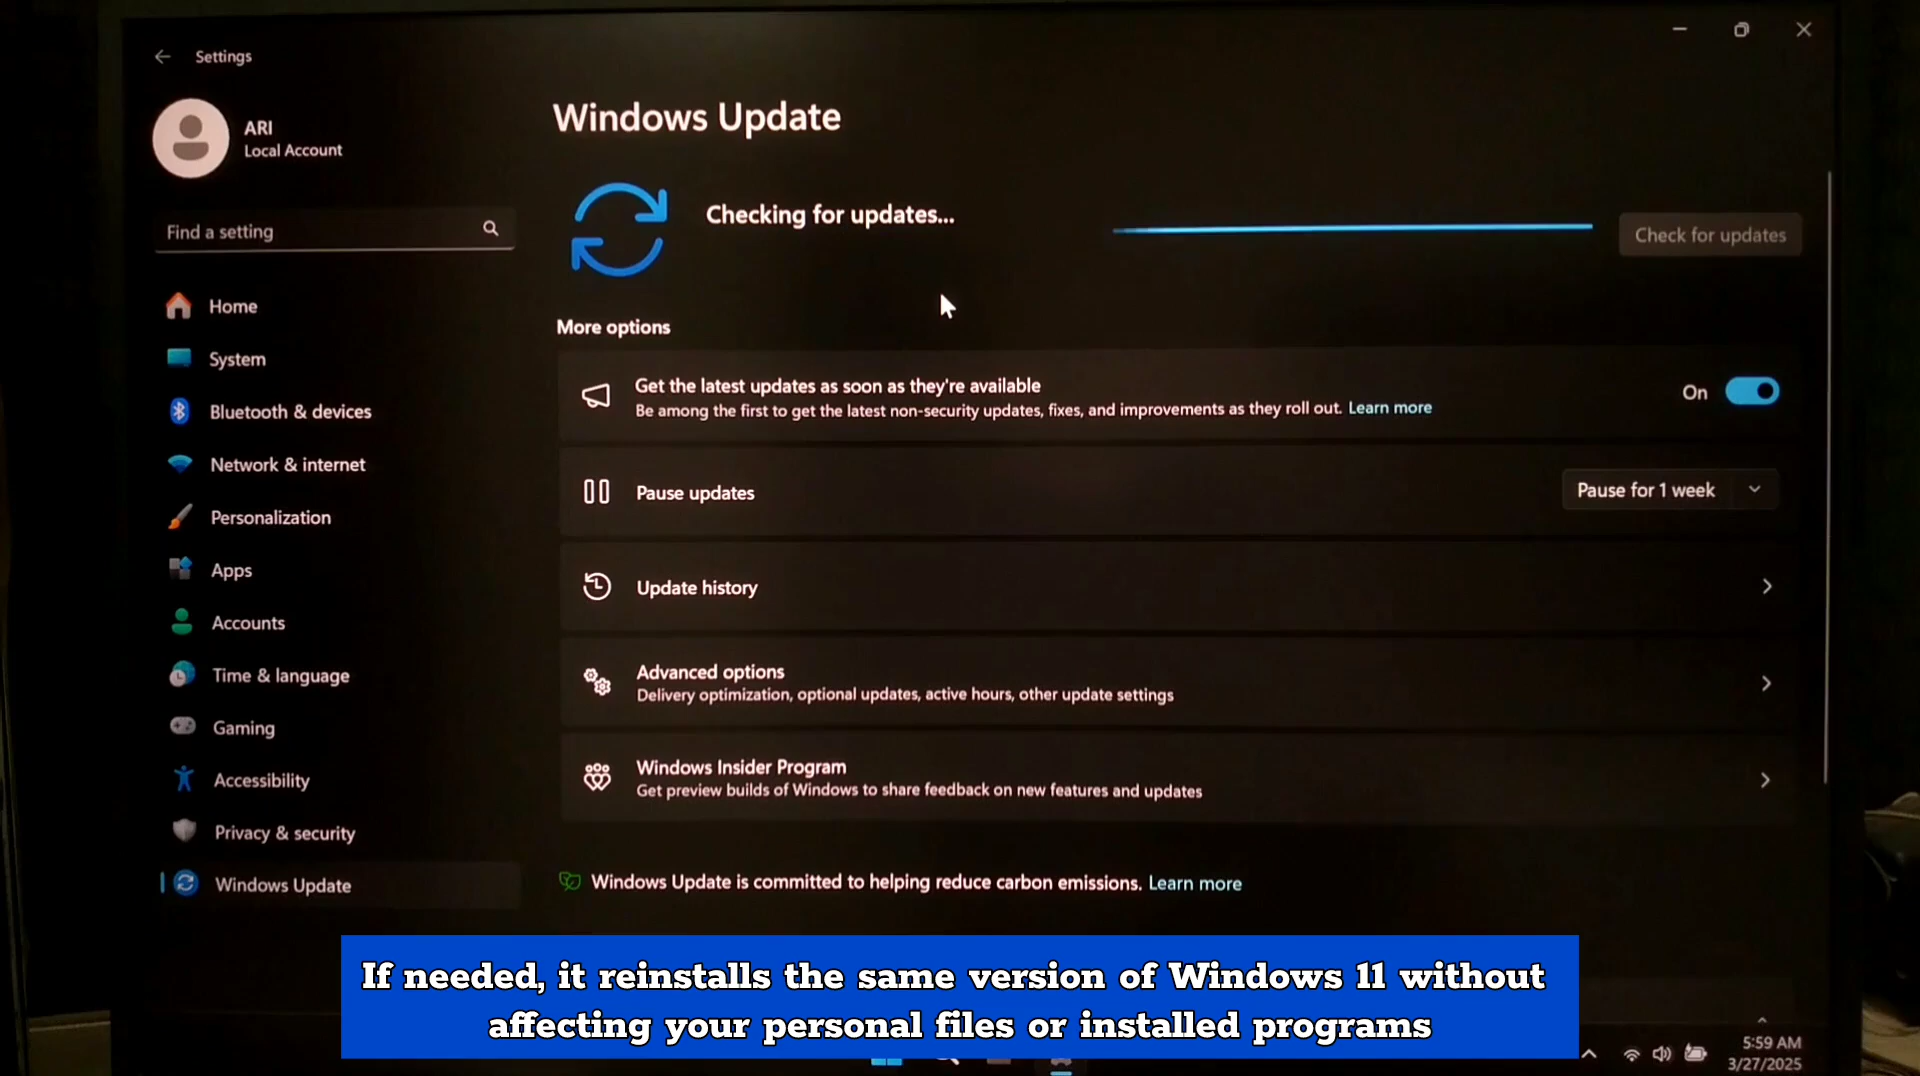 Settings
ARI
Local Account
Find a setting
Home
System
Bluetooth & devices
Network & internet
Personalization
Apps
Accounts
Time & language
Gaming
Accessibility
Privacy & security
Windows Update
Windows Update
Checking for updates...
Check for updates
More options
Get the latest updates as soon as they're available
Be among the first to get the latest non-security updates, fixes, and improvements as they roll out. Learn more
On
Pause updates
Pause for 1 week
Update history
Advanced options
Delivery optimization, optional updates, active hours, other update settings
Windows Insider Program
Get preview builds of Windows to share feedback on new features and updates
Windows Update is committed to helping reduce carbon emissions. Learn more
If needed, it reinstalls the same version of Windows 11 without
affecting your personal files or installed programs
5:59 AM
3/27/2025